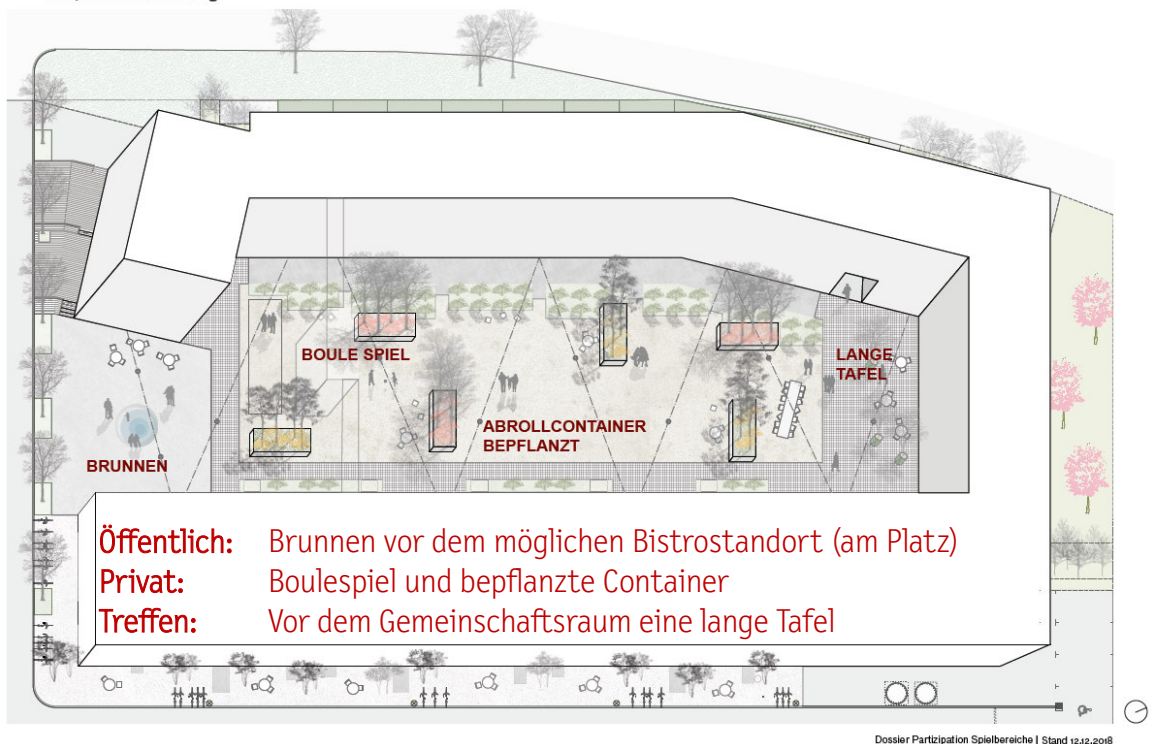 BOULE SPIEL
LANGE
TAFEL
ABROLLCONTAINER
BEPFLANZT
BRUNNEN
Öffentlich: Brunnen vor dem möglichen Bistrostandort (am Platz)
Privat: Boulespiel und bepflanzte Container
Treffen: Vor dem Gemeinschaftsraum eine lange Tafel
Dossier Partizipation Spielbereiche | Stand 12.12.2018